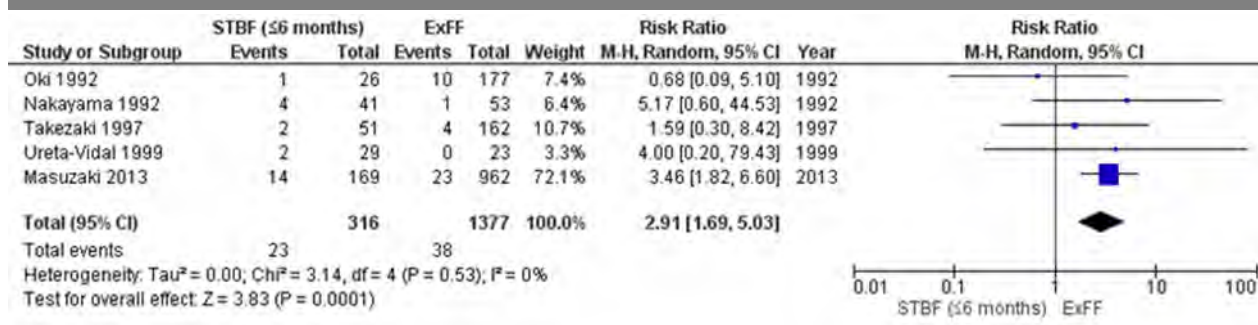 STBF (≤6 months) ExFF Risk Ratio Risk Ratio
Study or Subgroup Events Total Events Total Weight M-H, Random, 95% CI Year M-H, Random, 95% CI
Oki 1992 1 26 10 177 7.4% 0.68 [0.09, 5.10] 1992
Nakayama 1992 4 41 1 53 6.4% 5.17 [0.60, 44.53] 1992
Takezaki 1997 2 51 4 162 10.7% 1.59 [0.30, 8.42] 1997
Ureta-Vidal 1999 2 29 0 23 3.3% 4.00 [0.20, 79.43] 1999
Masuzaki 2013 14 169 23 962 72.1% 3.46 [1.82, 6.60] 2013
Total (95% CI) 316 1377 100.0% 2.91 [1.69, 5.03]
Total events 23 38
Heterogeneity: Tau² = 0.00; Chi² = 3.14, df = 4 (P = 0.53); I² = 0%
Test for overall effect: Z = 3.83 (P = 0.0001)
0.01 0.1 1 10 100
STBF (≤6 months) ExFF